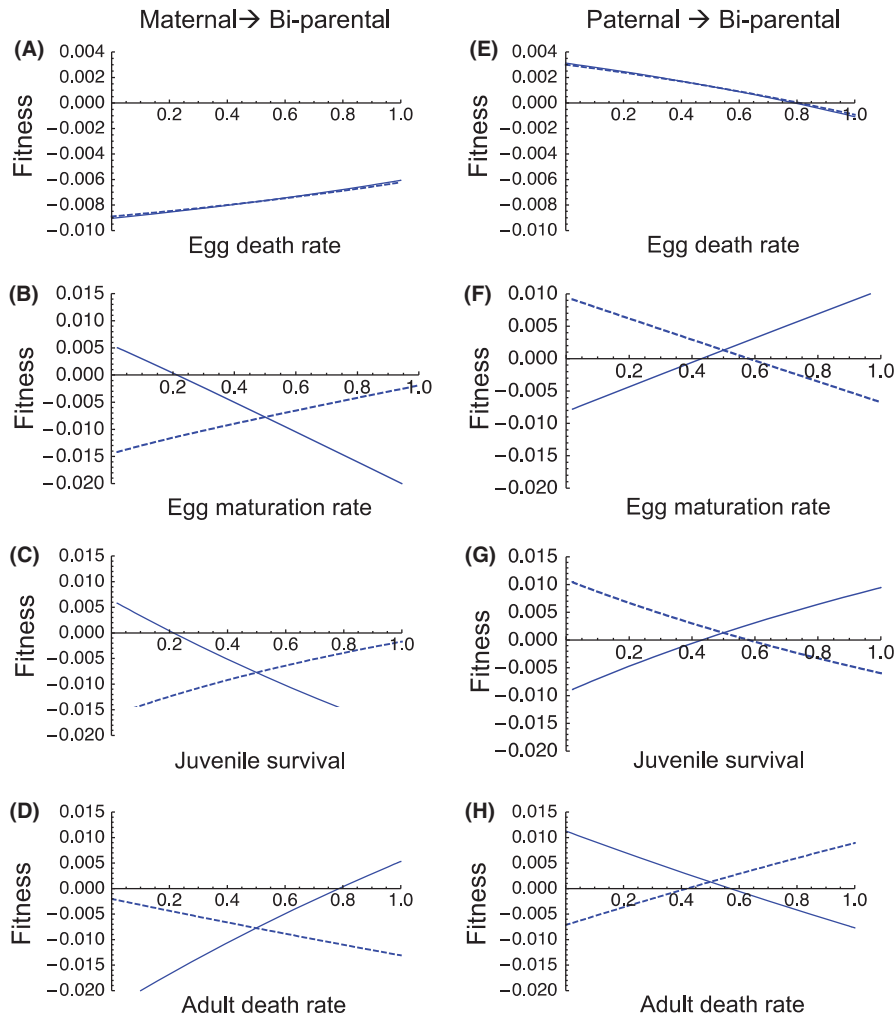 Maternal→ Bi-parental
(A)
0.004
0.002
0.000
−0.002
−0.004
−0.006
−0.008
−0.010
0.2 0.4 0.6 0.8 1.0
Fitness
Egg death rate
(B)
0.015
0.010
0.005
0.000
−0.005
−0.010
−0.015
−0.020
0.2 0.4 0.6 0.8 1.0
Fitness
Egg maturation rate
(C)
0.015
0.010
0.005
0.000
−0.005
−0.010
−0.015
−0.020
0.2 0.4 0.6 0.8 1.0
Fitness
Juvenile survival
(D)
0.015
0.010
0.005
0.000
−0.005
−0.010
−0.015
−0.020
0.2 0.4 0.6 0.8 1.0
Fitness
Adult death rate
Paternal → Bi-parental
(E)
0.004
0.002
0.000
−0.002
−0.004
−0.006
−0.008
−0.010
0.2 0.4 0.6 0.8 1.0
Fitness
Egg death rate
(F)
0.010
0.005
0.000
−0.005
−0.010
−0.015
−0.020
0.2 0.4 0.6 0.8 1.0
Fitness
Egg maturation rate
(G)
0.015
0.010
0.005
0.000
−0.005
−0.010
−0.015
−0.020
0.2 0.4 0.6 0.8 1.0
Fitness
Juvenile survival
(H)
0.015
0.010
0.005
0.000
−0.005
−0.010
−0.015
−0.020
0.2 0.4 0.6 0.8 1.0
Fitness
Adult death rate